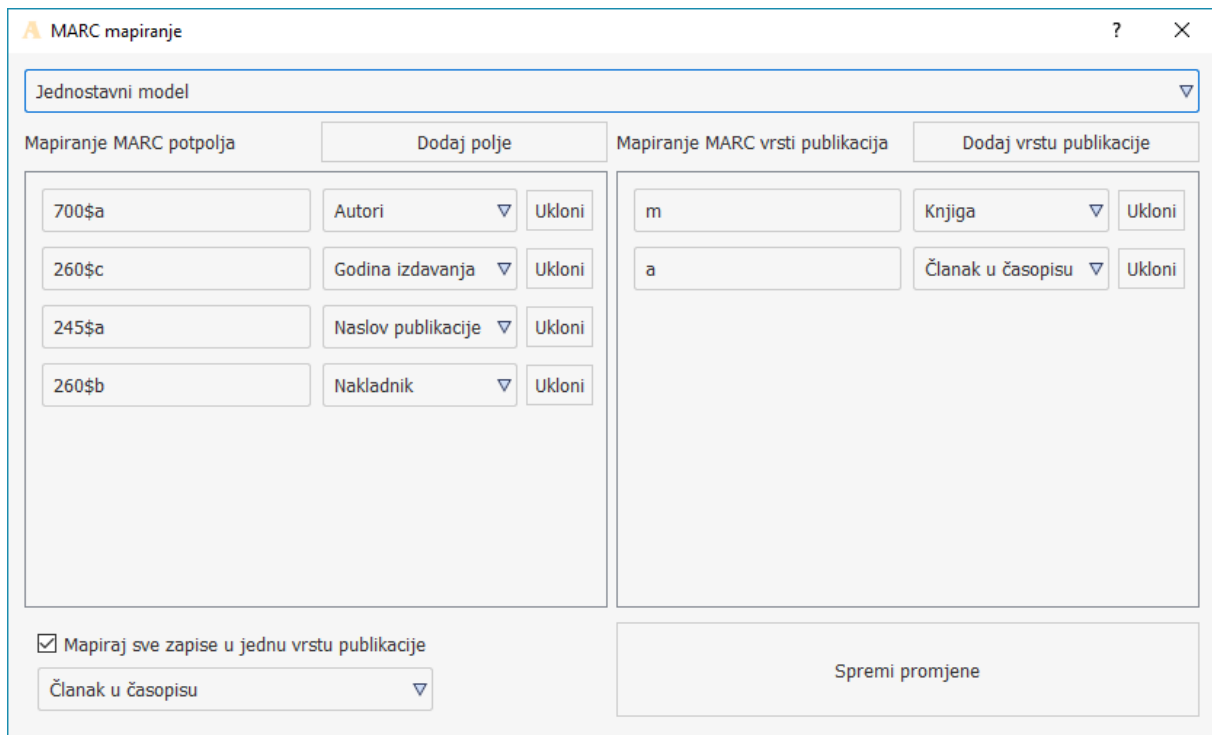 A MARC mapiranje ?
Jednostavni model
Mapiranje MARC potpolja Dodaj polje Mapiranje MARC vrsti publikacija Dodaj vrstu publikacije
700$a Autori Ukloni m Knjiga Ukloni
260$c Godina izdavanja Ukloni a Članak u časopisu Ukloni
245$a Naslov publikacije Ukloni
260$b Nakladnik Ukloni
Mapiraj sve zapise u jednu vrstu publikacije
Članak u časopisu
Spremi promjene